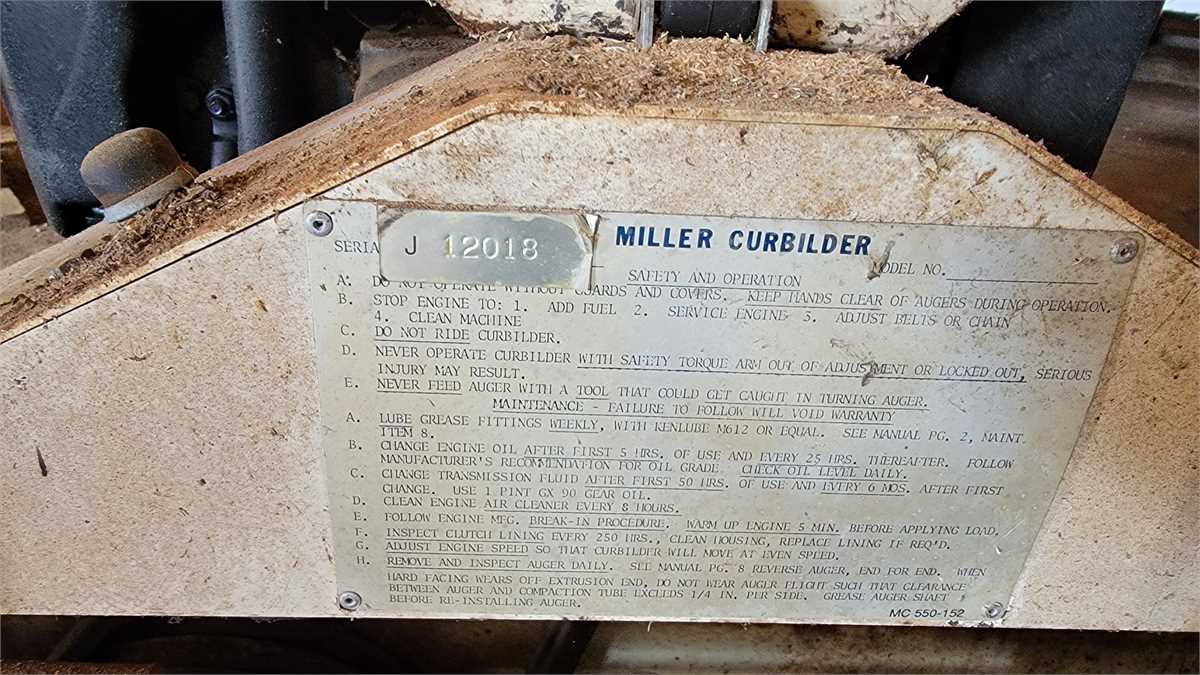 MILLER CURBILDER
SERIA J 12018 MODEL NO.
SAFETY AND OPERATION
A. DO NOT OPERATE WITHOUT GUARDS AND COVERS. KEEP HANDS CLEAR OF AUGERS DURING OPERATION.
B. STOP ENGINE TO: 1. ADD FUEL 2. SERVICE ENGINE 3. ADJUST BELTS OR CHAIN
4. CLEAN MACHINE
C. DO NOT RIDE CURBILDER.
D. NEVER OPERATE CURBILDER WITH SAFETY TORQUE ARM OUT OF ADJUSTMENT OR LOCKED OUT, SERIOUS
INJURY MAY RESULT.
E. NEVER FEED AUGER WITH A TOOL THAT COULD GET CAUGHT IN TURNING AUGER.
MAINTENANCE - FAILURE TO FOLLOW WILL VOID WARRANTY
A. LUBE GREASE FITTINGS WEEKLY, WITH KENLUBE M612 OR EQUAL. SEE MANUAL PG. 2, MAINT.
ITEM 8.
B. CHANGE ENGINE OIL AFTER FIRST 5 HRS. OF USE AND EVERY 25 HRS. THEREAFTER. FOLLOW
MANUFACTURER'S RECOMMENDATION FOR OIL GRADE. CHECK OIL LEVEL DAILY.
C. CHANGE TRANSMISSION FLUID AFTER FIRST 50 HRS. OF USE AND EVERY 6 MOS. AFTER FIRST
CHANGE. USE 1 PINT GX 90 GEAR OIL.
D. CLEAN ENGINE AIR CLEANER EVERY 8 HOURS.
E. FOLLOW ENGINE MFG. BREAK-IN PROCEDURE. WARM UP ENGINE 5 MIN. BEFORE APPLYING LOAD.
F. INSPECT CLUTCH LINING EVERY 250 HRS., CLEAN HOUSING, REPLACE LINING IF REQ'D.
G. ADJUST ENGINE SPEED SO THAT CURBILDER WILL MOVE AT EVEN SPEED.
H. REMOVE AND INSPECT AUGER DAILY. SEE MANUAL PG. 8 REVERSE AUGER, END FOR END. WHEN
HARD FACING WEARS OFF EXTRUSION END, DO NOT WEAR AUGER FLIGHT SUCH THAT CLEARANCE
BETWEEN AUGER AND COMPACTION TUBE EXCEEDS 1/4 IN. PER SIDE. GREASE AUGER SHAFT
BEFORE RE-INSTALLING AUGER.
MC 550-152